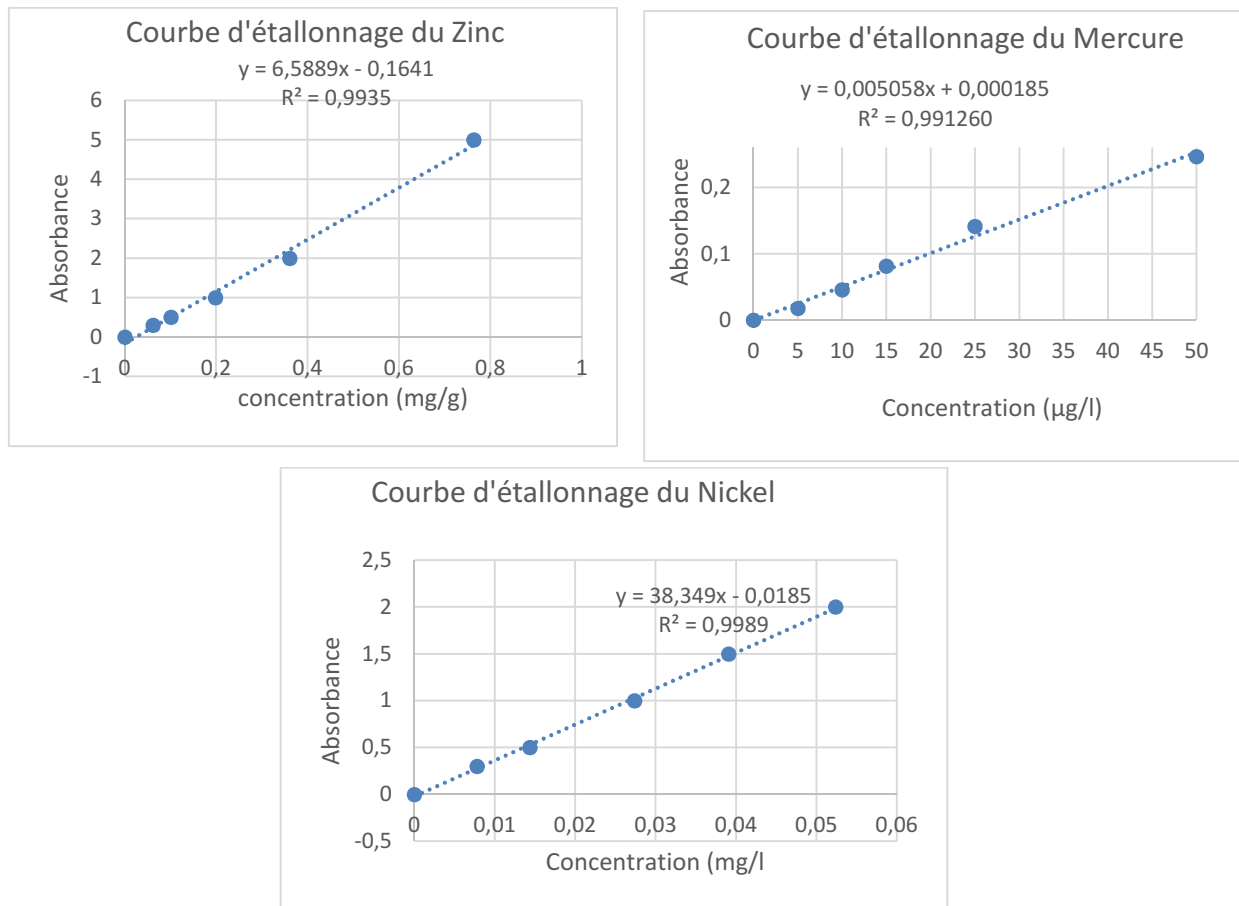 Courbe d'étallonnage du Zinc
y = 6,5889x - 0,1641
R² = 0,9935
6
5
4
3
2
1
0
-1
0 0,2 0,4 0,6 0,8 1
Absorbance
concentration (mg/g)
Courbe d'étallonnage du Mercure
y = 0,005058x + 0,000185
R² = 0,991260
0,2
0,1
0
0 5 10 15 20 25 30 35 40 45 50
Absorbance
Concentration (µg/l)
Courbe d'étallonnage du Nickel
2,5
y = 38,349x - 0,0185
R² = 0,9989
2
1,5
1
0,5
0
-0,5
0 0,01 0,02 0,03 0,04 0,05 0,06
Absorbance
Concentration (mg/l